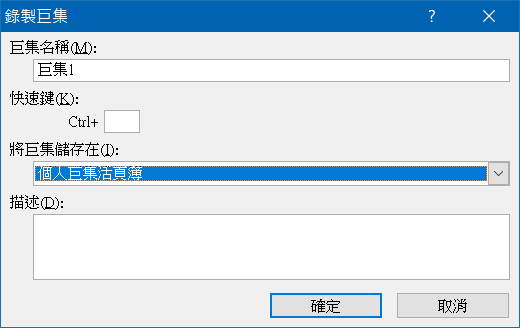 錄製巨集
?
巨集名稱(M):
巨集1
快速鍵(K):
Ctrl+
將巨集儲存在(I):
個人巨集活頁簿
描述(D):
確定
取消